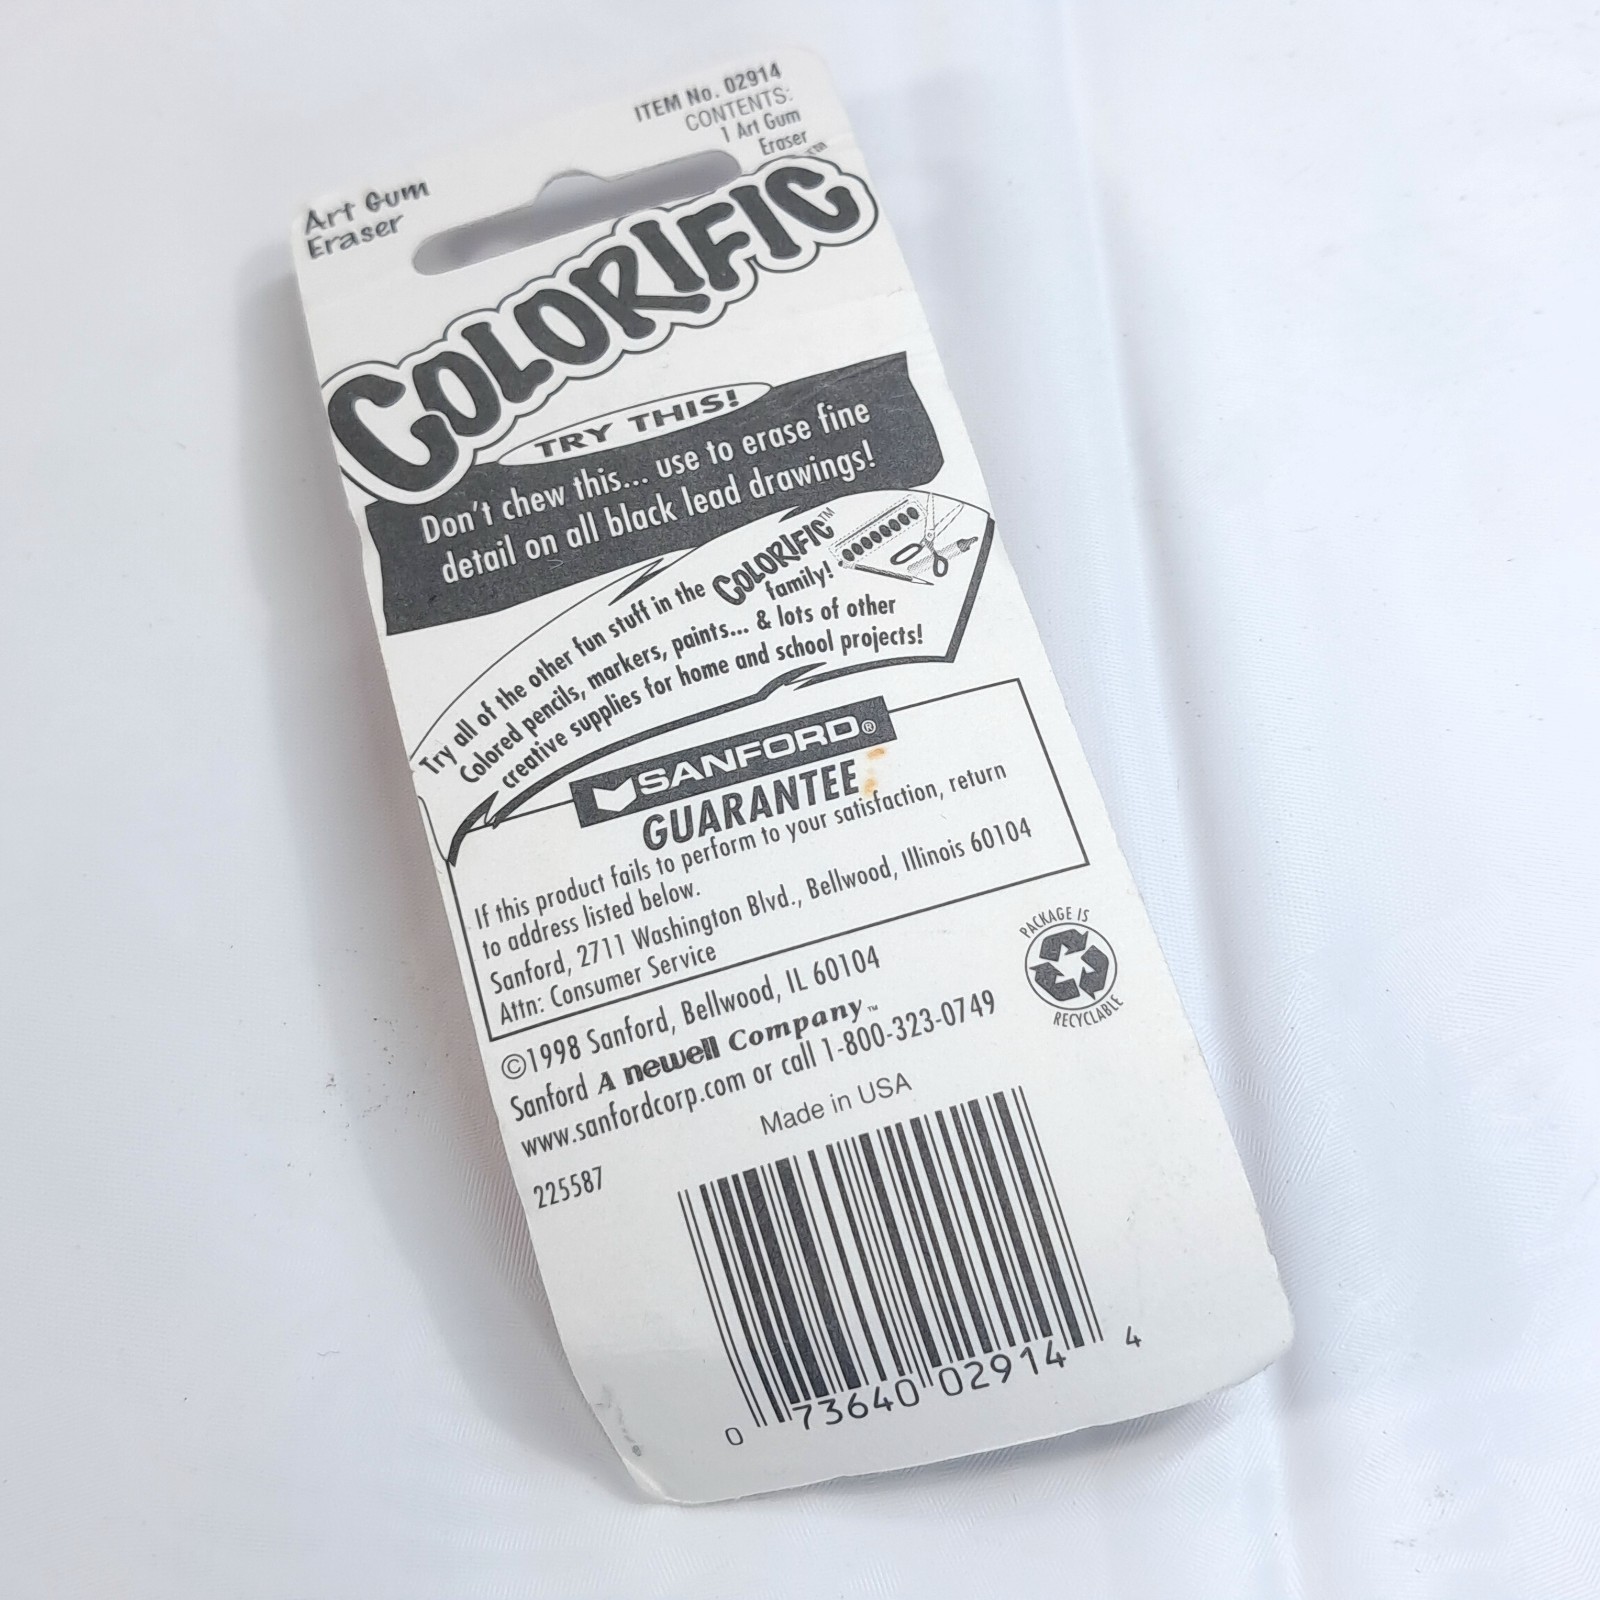 ITEM No. 02914
CONTENTS:
1 Art Gum
Eraser
Art Gum
Eraser
COLORIFIC™
TRY THIS!
Don't chew this... use to erase fine
detail on all black lead drawings!
Try all of the other fun stuff in the COLORIFIC™ family!
Colored pencils, markers, paints... & lots of other
creative supplies for home and school projects!
SANFORD®
GUARANTEE
If this product fails to perform to your satisfaction, return
to address listed below.
Sanford, 2711 Washington Blvd., Bellwood, Illinois 60104
Attn: Consumer Service
©1998 Sanford, Bellwood, IL 60104
Sanford A newell Company™
www.sanfordcorp.com or call 1-800-323-0749
PACKAGE IS
RECYCLABLE
Made in USA
225587
0 73640 02914 4